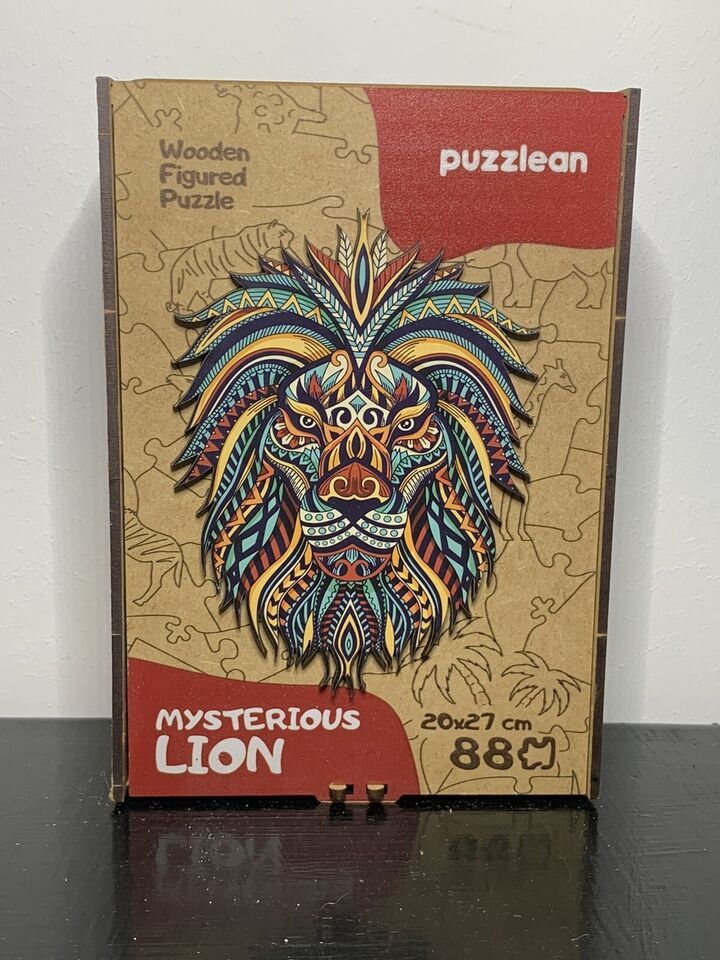 Wooden
Figured
Puzzle
puzzlean
MYSTERIOUS
LION
20x27 cm
88